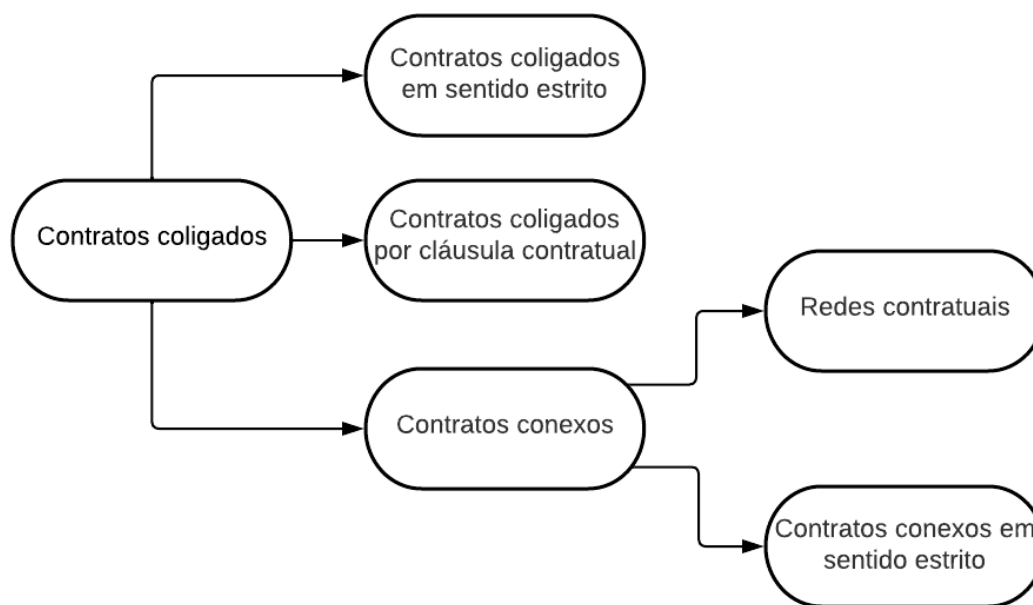 Contratos coligados
em sentido estrito
Contratos coligados
Contratos coligados
por cláusula contratual
Redes contratuais
Contratos conexos
Contratos conexos em
sentido estrito